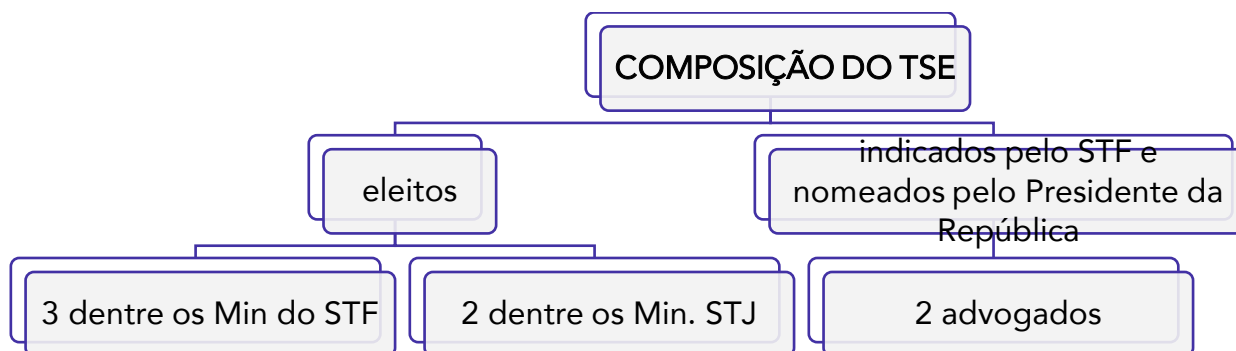 COMPOSIÇÃO DO TSE
eleitos
indicados pelo STF e
nomeados pelo Presidente da
República
3 dentre os Min do STF
2 dentre os Min. STJ
2 advogados